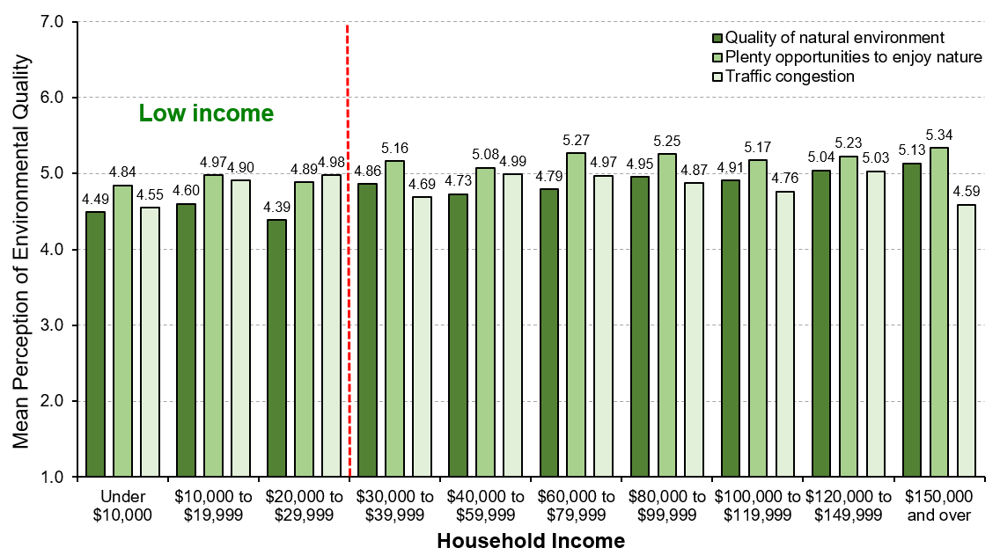 7.0
6.0
5.0
4.0
3.0
2.0
1.0
Mean Perception of Environmental Quality
Quality of natural environment
Plenty opportunities to enjoy nature
Traffic congestion
Low income
4.49 4.84 4.55
4.60 4.97 4.90
4.39 4.89 4.98
4.86 5.16 4.69
4.73 5.08 4.99
4.79 5.27 4.97
4.95 5.25 4.87
4.91 5.17 4.76
5.04 5.23 5.03
5.13 5.34 4.59
Under
$10,000
$10,000 to
$19,999
$20,000 to
$29,999
$30,000 to
$39,999
$40,000 to
$59,999
$60,000 to
$79,999
$80,000 to
$99,999
$100,000 to
$119,999
$120,000 to
$149,999
$150,000
and over
Household Income